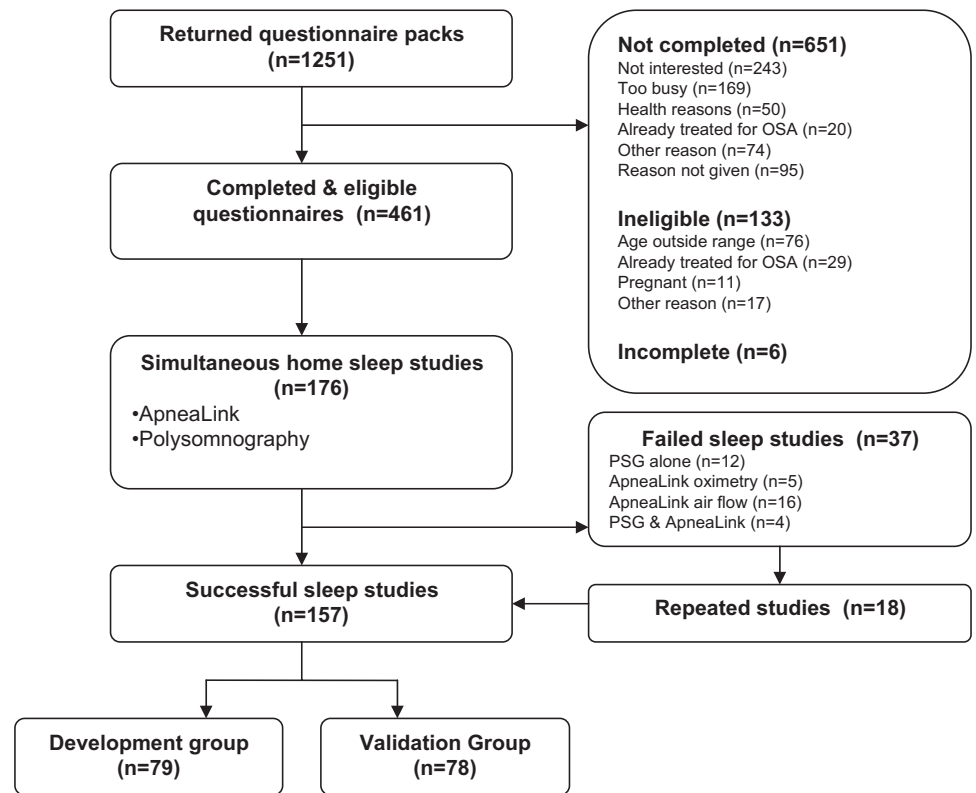 Returned questionnaire packs
(n=1251)
Not completed (n=651)
Not interested (n=243)
Too busy (n=169)
Health reasons (n=50)
Already treated for OSA (n=20)
Other reason (n=74)
Reason not given (n=95)
Ineligible (n=133)
Age outside range (n=76)
Already treated for OSA (n=29)
Pregnant (n=11)
Other reason (n=17)
Incomplete (n=6)
Completed & eligible
questionnaires (n=461)
Simultaneous home sleep studies
(n=176)
•ApneaLink
•Polysomnography
Failed sleep studies (n=37)
PSG alone (n=12)
ApneaLink oximetry (n=5)
ApneaLink air flow (n=16)
PSG & ApneaLink (n=4)
Repeated studies (n=18)
Successful sleep studies
(n=157)
Development group
(n=79)
Validation Group
(n=78)